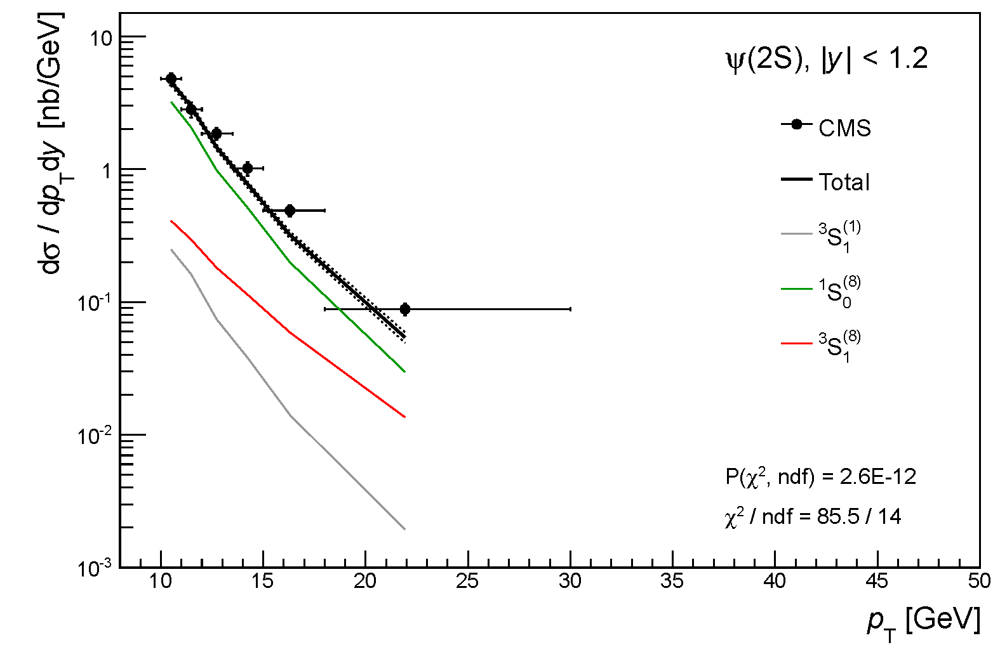 dσ / dp_T dy [nb/GeV]
10
1
10⁻¹
10⁻²
10⁻³
ψ(2S), |y| < 1.2
CMS
Total
³S₁⁽¹⁾
¹S₀⁽⁸⁾
³S₁⁽⁸⁾
P(χ², ndf) = 2.6E-12
χ² / ndf = 85.5 / 14
10 15 20 25 30 35 40 45 50
p_T [GeV]